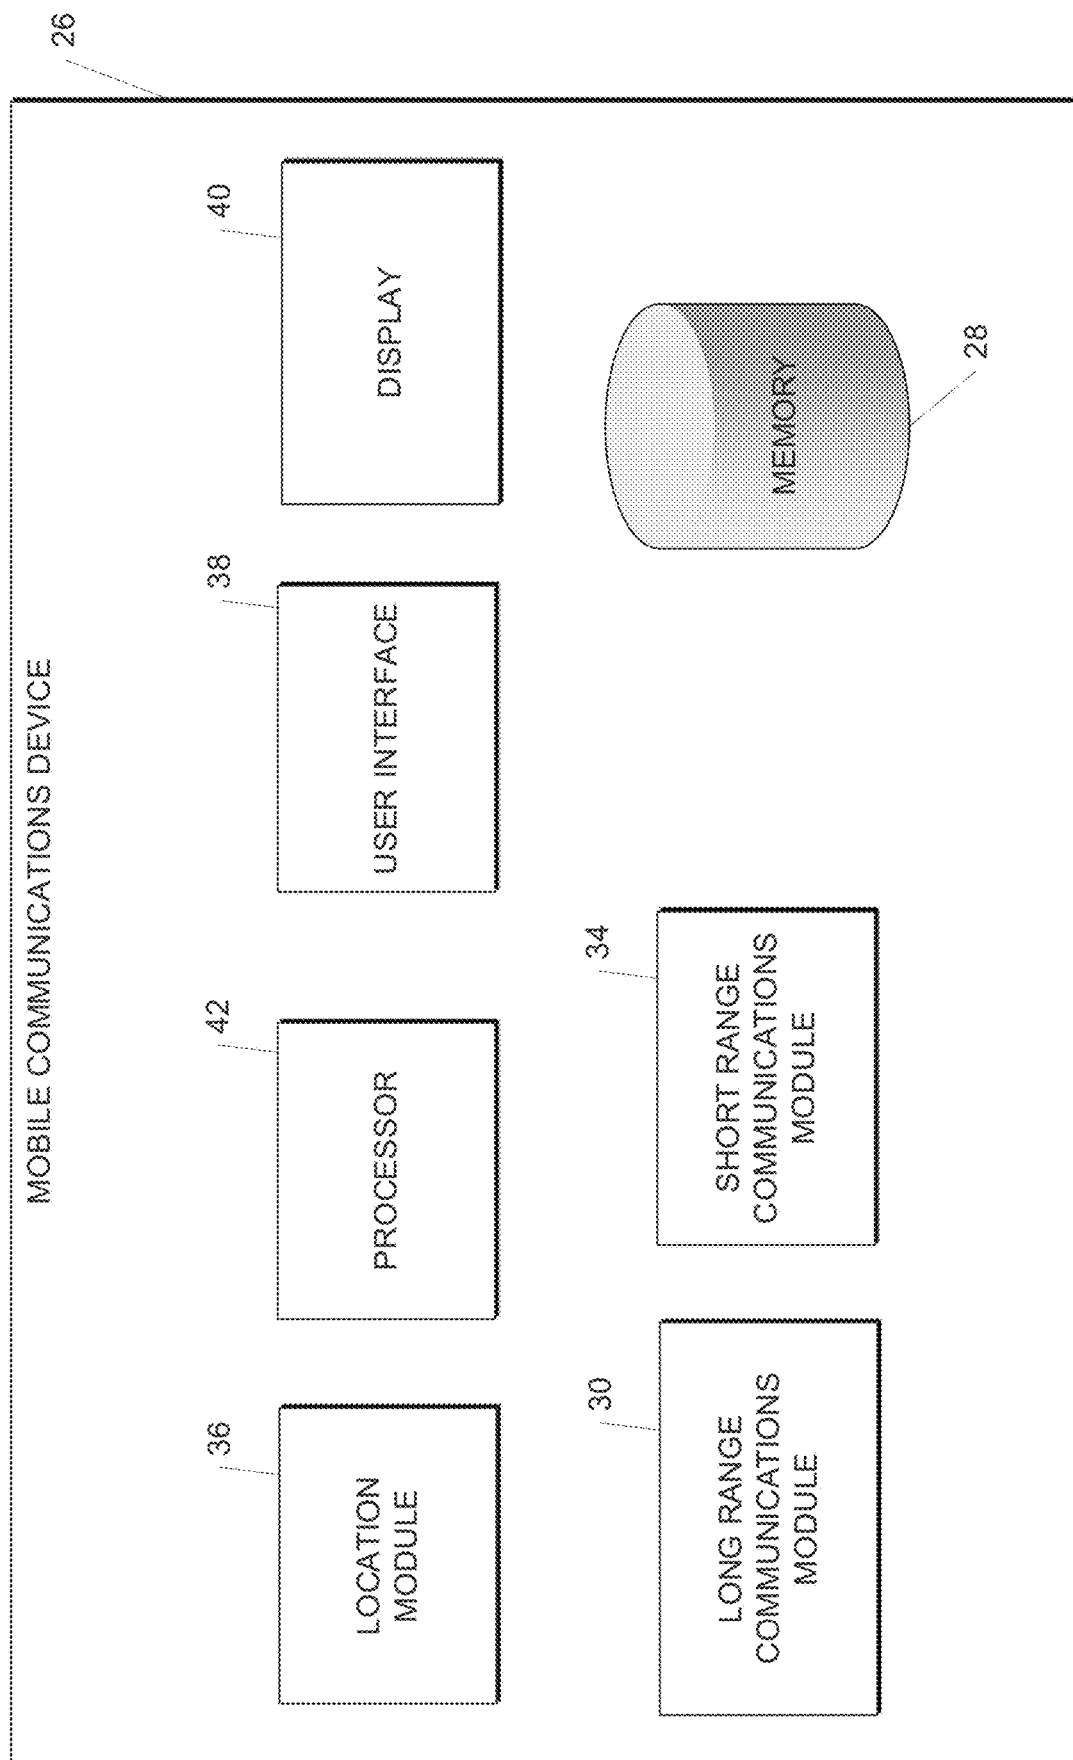 MOBILE COMMUNICATIONS DEVICE
26
36
42
38
40
LOCATION
MODULE
PROCESSOR
USER INTERFACE
DISPLAY
30
34
LONG RANGE
COMMUNICATIONS
MODULE
SHORT RANGE
COMMUNICATIONS
MODULE
MEMORY
28